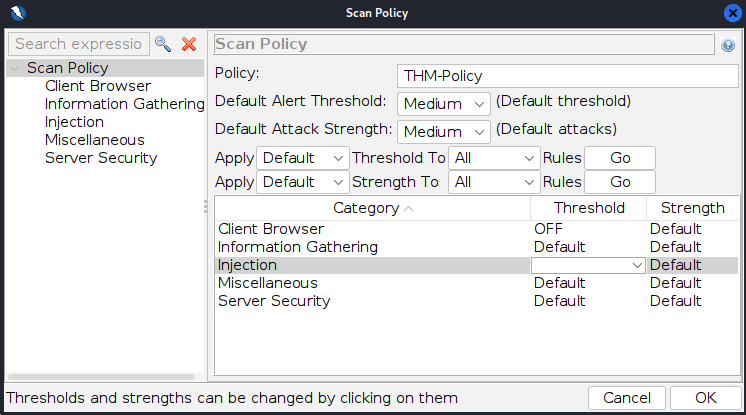 Scan Policy
Search expressio
Scan Policy
Client Browser
Information Gathering
Injection
Miscellaneous
Server Security
Scan Policy
Policy: THM-Policy
Default Alert Threshold: Medium (Default threshold)
Default Attack Strength: Medium (Default attacks)
Apply Default Threshold To All Rules Go
Apply Default Strength To All Rules Go
Category Threshold Strength
Client Browser OFF Default
Information Gathering Default Default
Injection Default
Miscellaneous Default Default
Server Security Default Default
Thresholds and strengths can be changed by clicking on them
Cancel OK